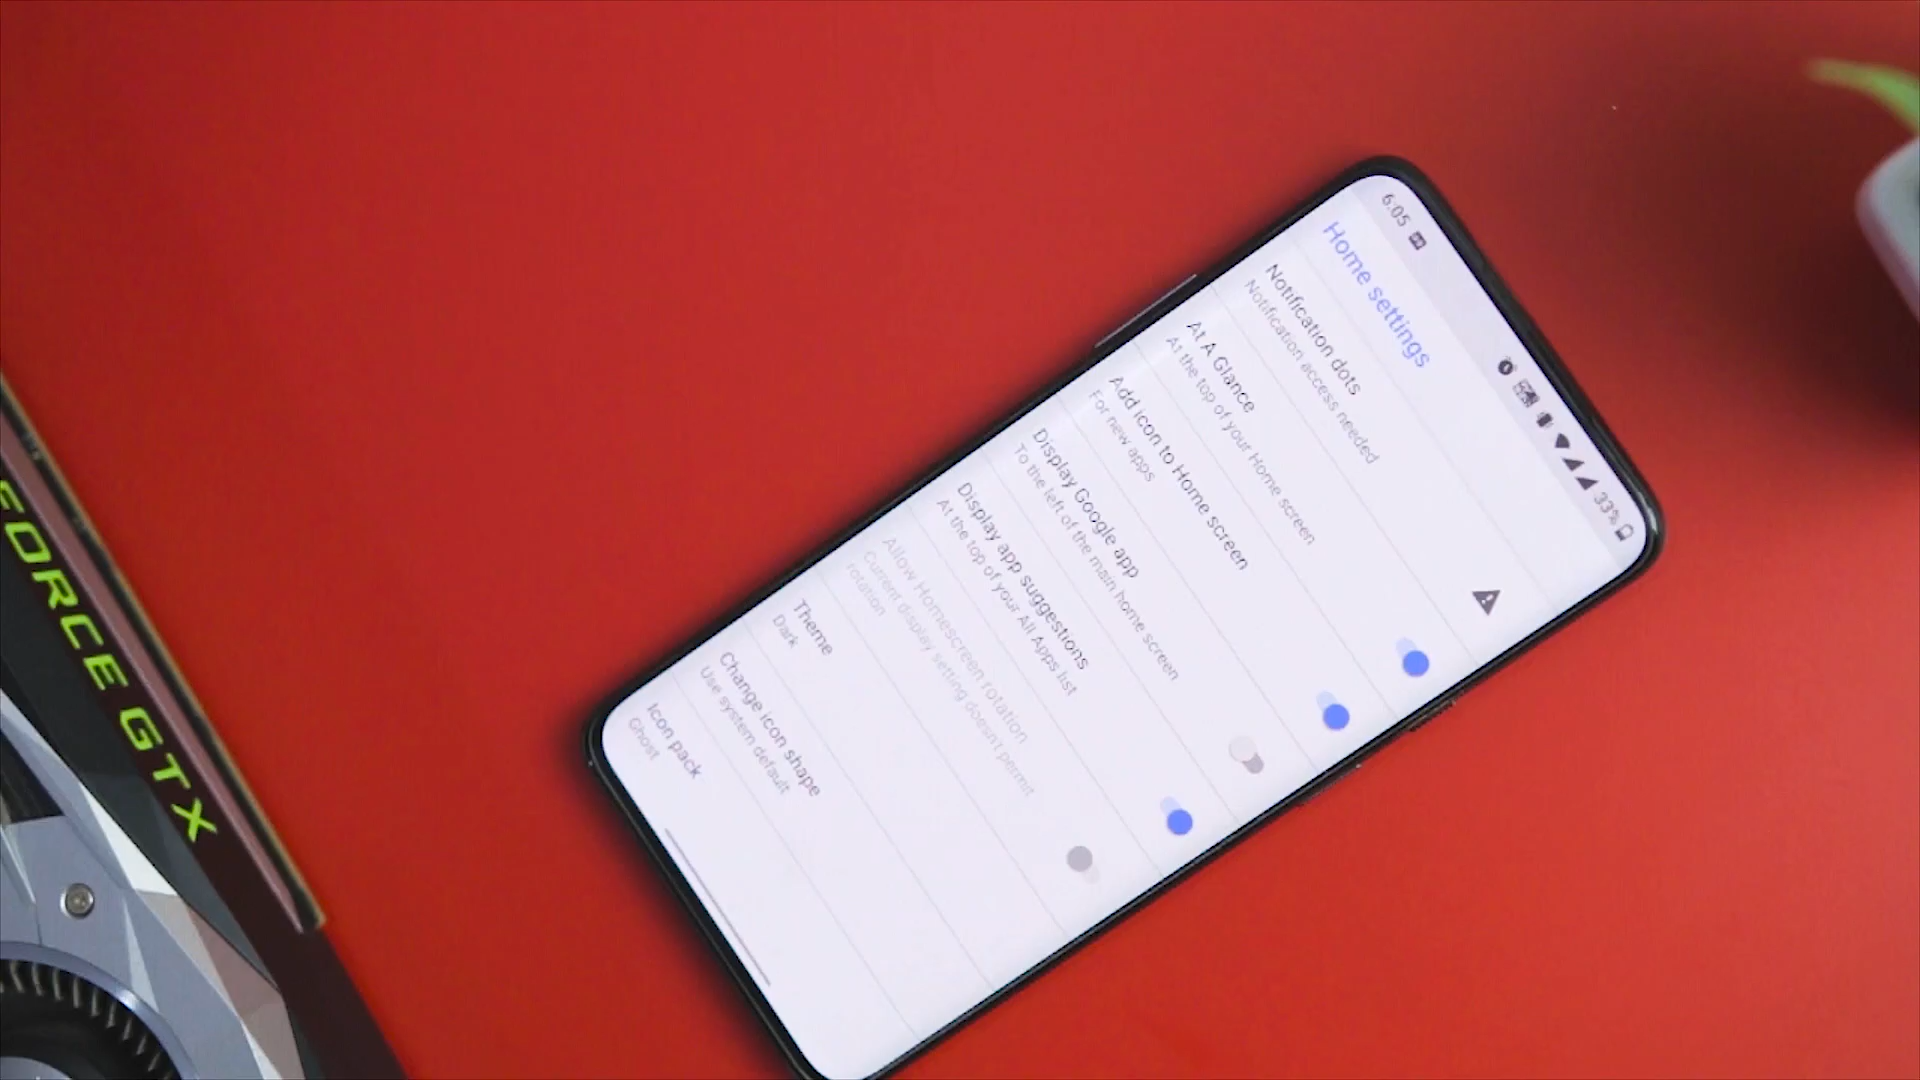 6:05
33%
Home settings
Notification dots
Notification access needed
At A Glance
At the top of your Home screen
Add icon to Home screen
For new apps
Display Google app
To the left of the main home screen
Display app suggestions
At the top of your All Apps list
Allow Homescreen rotation
Current display setting doesn't permit
rotation
Theme
Dark
Change icon shape
Use system default
Icon pack
Ghost
FORCE GTX